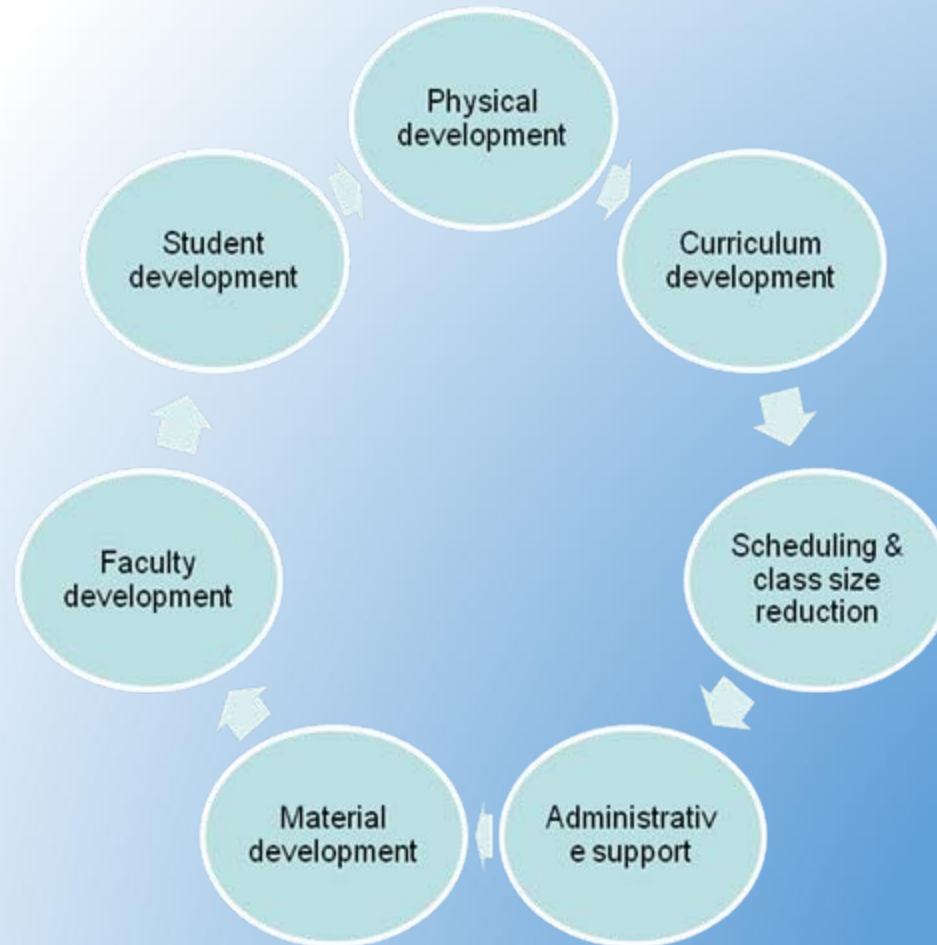 Physical
development
Curriculum
development
Scheduling &
class size
reduction
Administrativ
e support
Material
development
Faculty
development
Student
development